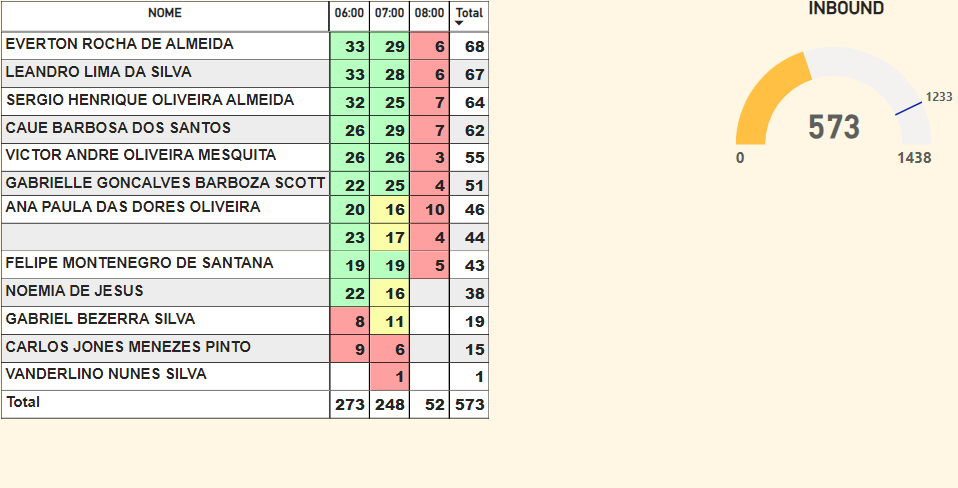 NOME 06:00 07:00 08:00 Total
EVERTON ROCHA DE ALMEIDA 33 29 6 68
LEANDRO LIMA DA SILVA 33 28 6 67
SERGIO HENRIQUE OLIVEIRA ALMEIDA 32 25 7 64
CAUE BARBOSA DOS SANTOS 26 29 7 62
VICTOR ANDRE OLIVEIRA MESQUITA 26 26 3 55
GABRIELLE GONCALVES BARBOZA SCOTT 22 25 4 51
ANA PAULA DAS DORES OLIVEIRA 20 16 10 46
23 17 4 44
FELIPE MONTENEGRO DE SANTANA 19 19 5 43
NOEMIA DE JESUS 22 16 38
GABRIEL BEZERRA SILVA 8 11 19
CARLOS JONES MENEZES PINTO 9 6 15
VANDERLINO NUNES SILVA 1 1
Total 273 248 52 573
INBOUND
1233
573
0 1438